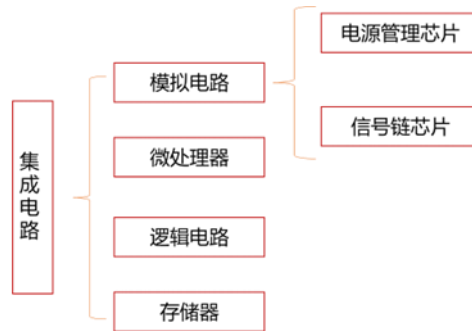 集成电路
模拟电路
微处理器
逻辑电路
存储器
电源管理芯片
信号链芯片